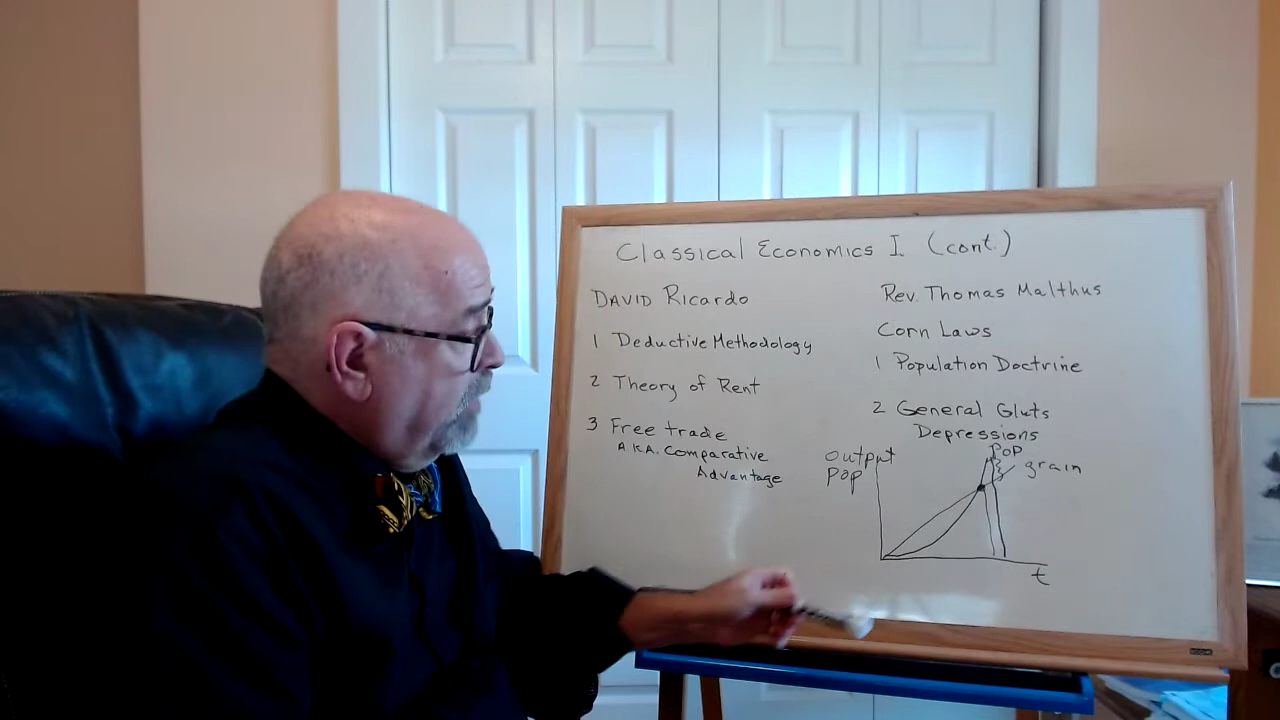 Classical Economics I. (cont.)
DAVID Ricardo
1 Deductive Methodology
2 Theory of Rent
3 Free trade
A.K.A. Comparative
Advantage
Rev. Thomas Malthus
Corn Laws
1 Population Doctrine
2 General Gluts
Depressions
output
Pop
POP
grain
t